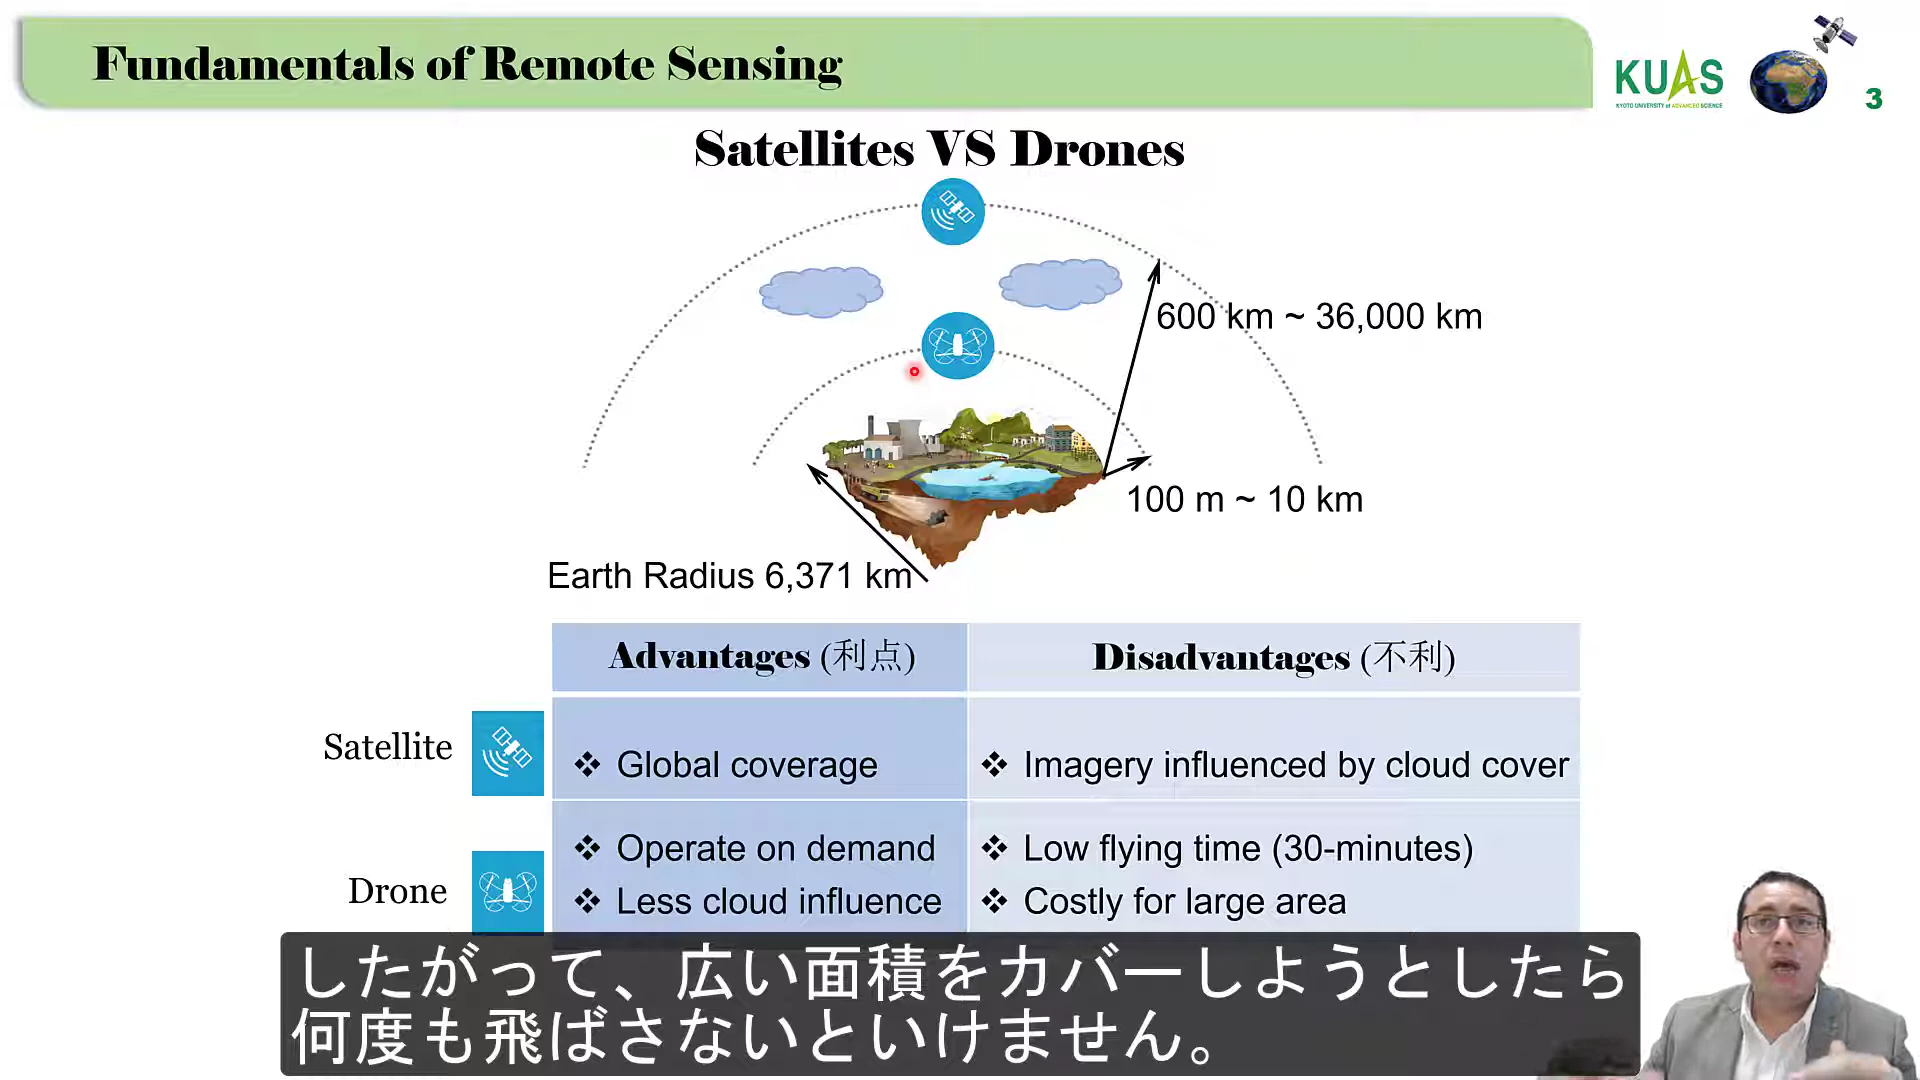 Fundamentals of Remote Sensing
KUAS
KYOTO UNIVERSITY of ADVANCED SCIENCE
3
Satellites VS Drones
600 km ~ 36,000 km
100 m ~ 10 km
Earth Radius 6,371 km
Advantages (利点)
Disadvantages (不利)
Satellite
❖ Global coverage
❖ Imagery influenced by cloud cover
Drone
❖ Operate on demand
❖ Less cloud influence
❖ Low flying time (30-minutes)
❖ Costly for large area
したがって、広い面積をカバーしようとしたら
何度も飛ばさないといけません。